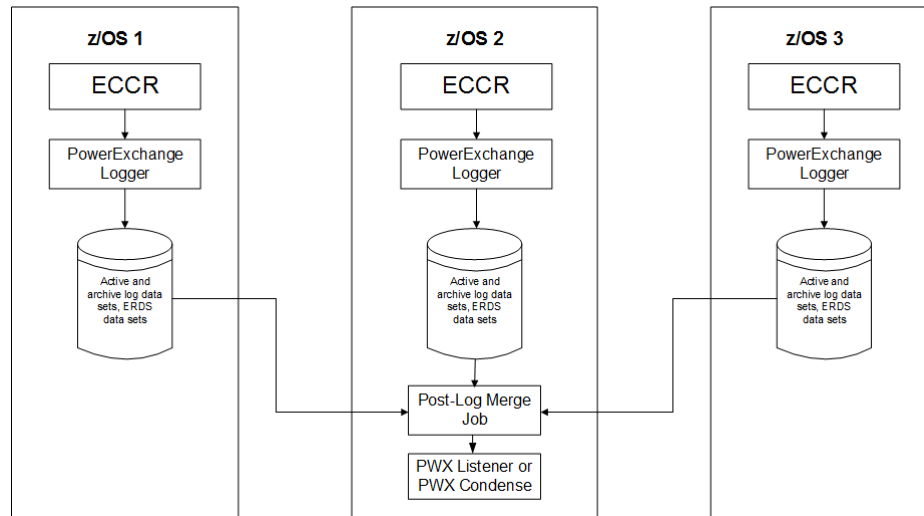 z/OS 1
ECCR
PowerExchange
Logger
Active and
archive log data
sets, ERDS
data sets
z/OS 2
ECCR
PowerExchange
Logger
Active and
archive log data
sets, ERDS
data sets
Post-Log Merge
Job
PWX Listener or
PWX Condense
z/OS 3
ECCR
PowerExchange
Logger
Active and
archive log data
sets, ERDS
data sets